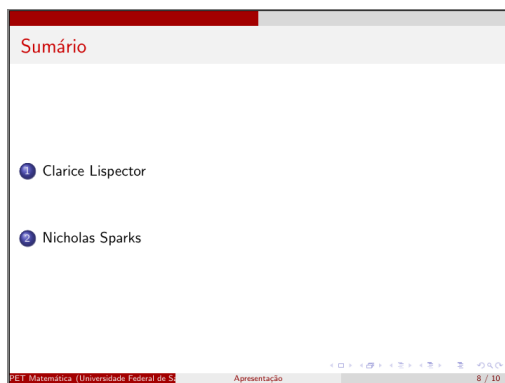 Sumário
1 Clarice Lispector
2 Nicholas Sparks
PET Matemática (Universidade Federal de Sa Apresentação 8 / 10